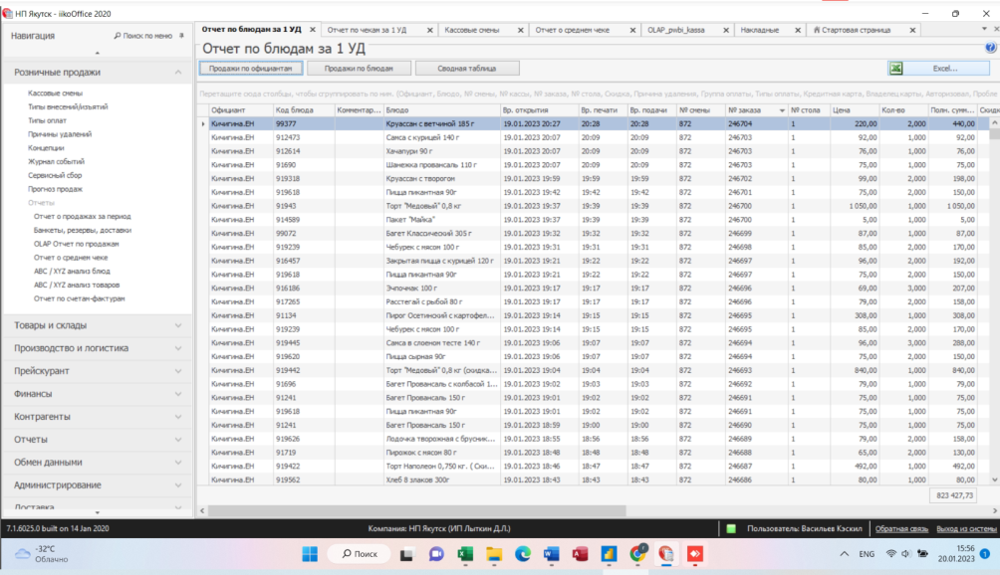 НП Якутск - iikoOffice 2020
Навигация Поиск по меню
Отчет по блюдам за 1 УД Отчет по чекам за 1 УД Кассовые смены Отчет о среднем чеке OLAP_pwbi_kassa Накладные Стартовая страница
Отчет по блюдам за 1 УД
Продажи по официантам Продажи по блюдам Сводная таблица Excel...
Перетащите сюда столбцы, чтобы сгруппировать по ним. (Официант, Блюдо, № смены, № кассы, № заказа, № стола, Скидка, Причина удаления, Группа оплаты, Типы оплаты, Кредитная карта, Владелец карты, Авторизовал, Пробле
Официант Код блюда Комментар... Блюдо Вр. открытия Вр. печати Вр. подачи № смены № заказа № стола Цена Кол-во Полн. сумм... Скидк
Кичигина.ЕН 99377 Круассан с ветчиной 185 г 19.01.2023 20:27 20:28 20:28 872 246704 1 220,00 2,000 440,00
Кичигина.ЕН 912473 Самса с курицей 140 г 19.01.2023 20:07 20:09 20:09 872 246703 1 92,00 1,000 92,00
Кичигина.ЕН 912614 Хачапури 90 г 19.01.2023 20:07 20:09 20:09 872 246703 1 76,00 1,000 76,00
Кичигина.ЕН 91690 Шанежка провансаль 110 г 19.01.2023 20:07 20:09 20:09 872 246703 1 75,00 1,000 75,00
Кичигина.ЕН 919318 Круассан с творогом 19.01.2023 19:59 19:59 19:59 872 246702 1 99,00 2,000 198,00
Кичигина.ЕН 919618 Пицца пикантная 90г 19.01.2023 19:42 19:42 19:42 872 246701 1 75,00 2,000 150,00
Кичигина.ЕН 91943 Торт "Медовый" 0,8 кг 19.01.2023 19:37 19:39 19:39 872 246700 1 1 050,00 1,000 1 050,00
Кичигина.ЕН 914589 Пакет "Майка" 19.01.2023 19:37 19:39 19:39 872 246700 1 5,00 1,000 5,00
Кичигина.ЕН 99072 Багет Классический 305 г 19.01.2023 19:32 19:32 19:32 872 246699 1 87,00 1,000 87,00
Кичигина.ЕН 919239 Чебурек с мясом 100 г 19.01.2023 19:31 19:31 19:31 872 246698 1 85,00 2,000 170,00
Кичигина.ЕН 916457 Закрытая пицца с курицей 120 г 19.01.2023 19:21 19:22 19:22 872 246697 1 96,00 2,000 192,00
Кичигина.ЕН 919618 Пицца пикантная 90г 19.01.2023 19:21 19:22 19:22 872 246697 1 75,00 2,000 150,00
Кичигина.ЕН 916186 Эчпочмак 100 г 19.01.2023 19:17 19:17 19:17 872 246696 1 69,00 3,000 207,00
Кичигина.ЕН 917265 Расстегай с рыбой 80 г 19.01.2023 19:17 19:17 19:17 872 246696 1 79,00 2,000 158,00
Кичигина.ЕН 91134 Пирог Осетинский с картофел... 19.01.2023 19:14 19:15 19:15 872 246695 1 308,00 1,000 308,00
Кичигина.ЕН 919239 Чебурек с мясом 100 г 19.01.2023 19:14 19:15 19:15 872 246695 1 85,00 2,000 170,00
Кичигина.ЕН 919445 Самса в слоеном тесте 140 г 19.01.2023 19:06 19:07 19:07 872 246694 1 96,00 3,000 288,00
Кичигина.ЕН 919620 Пицца сырная 90г 19.01.2023 19:06 19:07 19:07 872 246694 1 75,00 2,000 150,00
Кичигина.ЕН 919442 Торт "Медовый" 0,8 кг (скидка... 19.01.2023 19:04 19:04 19:04 872 246693 1 840,00 1,000 840,00
Кичигина.ЕН 91696 Багет Провансаль с колбасой 1... 19.01.2023 19:02 19:03 19:03 872 246692 1 79,00 1,000 79,00
Кичигина.ЕН 91241 Багет Провансаль 150 г 19.01.2023 19:01 19:02 19:02 872 246691 1 75,00 1,000 75,00
Кичигина.ЕН 919618 Пицца пикантная 90г 19.01.2023 19:01 19:02 19:02 872 246691 1 75,00 1,000 75,00
Кичигина.ЕН 91241 Багет Провансаль 150 г 19.01.2023 18:59 19:00 19:00 872 246690 1 75,00 1,000 75,00
Кичигина.ЕН 919626 Лодочка творожная с брусник... 19.01.2023 18:55 18:56 18:56 872 246689 1 79,00 2,000 158,00
Кичигина.ЕН 91719 Пирожок с мясом 80 г 19.01.2023 18:48 18:48 18:48 872 246688 1 65,00 2,000 130,00
Кичигина.ЕН 919422 Торт Наполеон 0,750 кг. ( Ски... 19.01.2023 18:46 18:47 18:47 872 246687 1 492,00 1,000 492,00
Кичигина.ЕН 919562 Хлеб 8 злаков 300г 19.01.2023 18:43 18:43 18:43 872 246686 1 80,00 1,000 80,00
823 427,73
Розничные продажи
Кассовые смены
Типы внесений/изъятий
Типы оплат
Причины удалений
Концепции
Журнал событий
Сервисный сбор
Прогноз продаж
Отчеты
Отчет о продажах за период
Банкеты, резервы, доставки
OLAP Отчет по продажам
Отчет о среднем чеке
ABC / XYZ анализ блюд
ABC / XYZ анализ товаров
Отчет по счетам-фактурам
Товары и склады
Производство и логистика
Прейскурант
Финансы
Контрагенты
Отчеты
Обмен данными
Администрирование
Доставка
7.1.6025.0 built on 14 Jan 2020 Компания: НП Якутск (ИП Лыткин Д.Л.) Пользователь: Васильев Кэскил Обратная связь Выход из системы
-32°C
Облачно
Поиск
ENG
15:56
20.01.2023
1